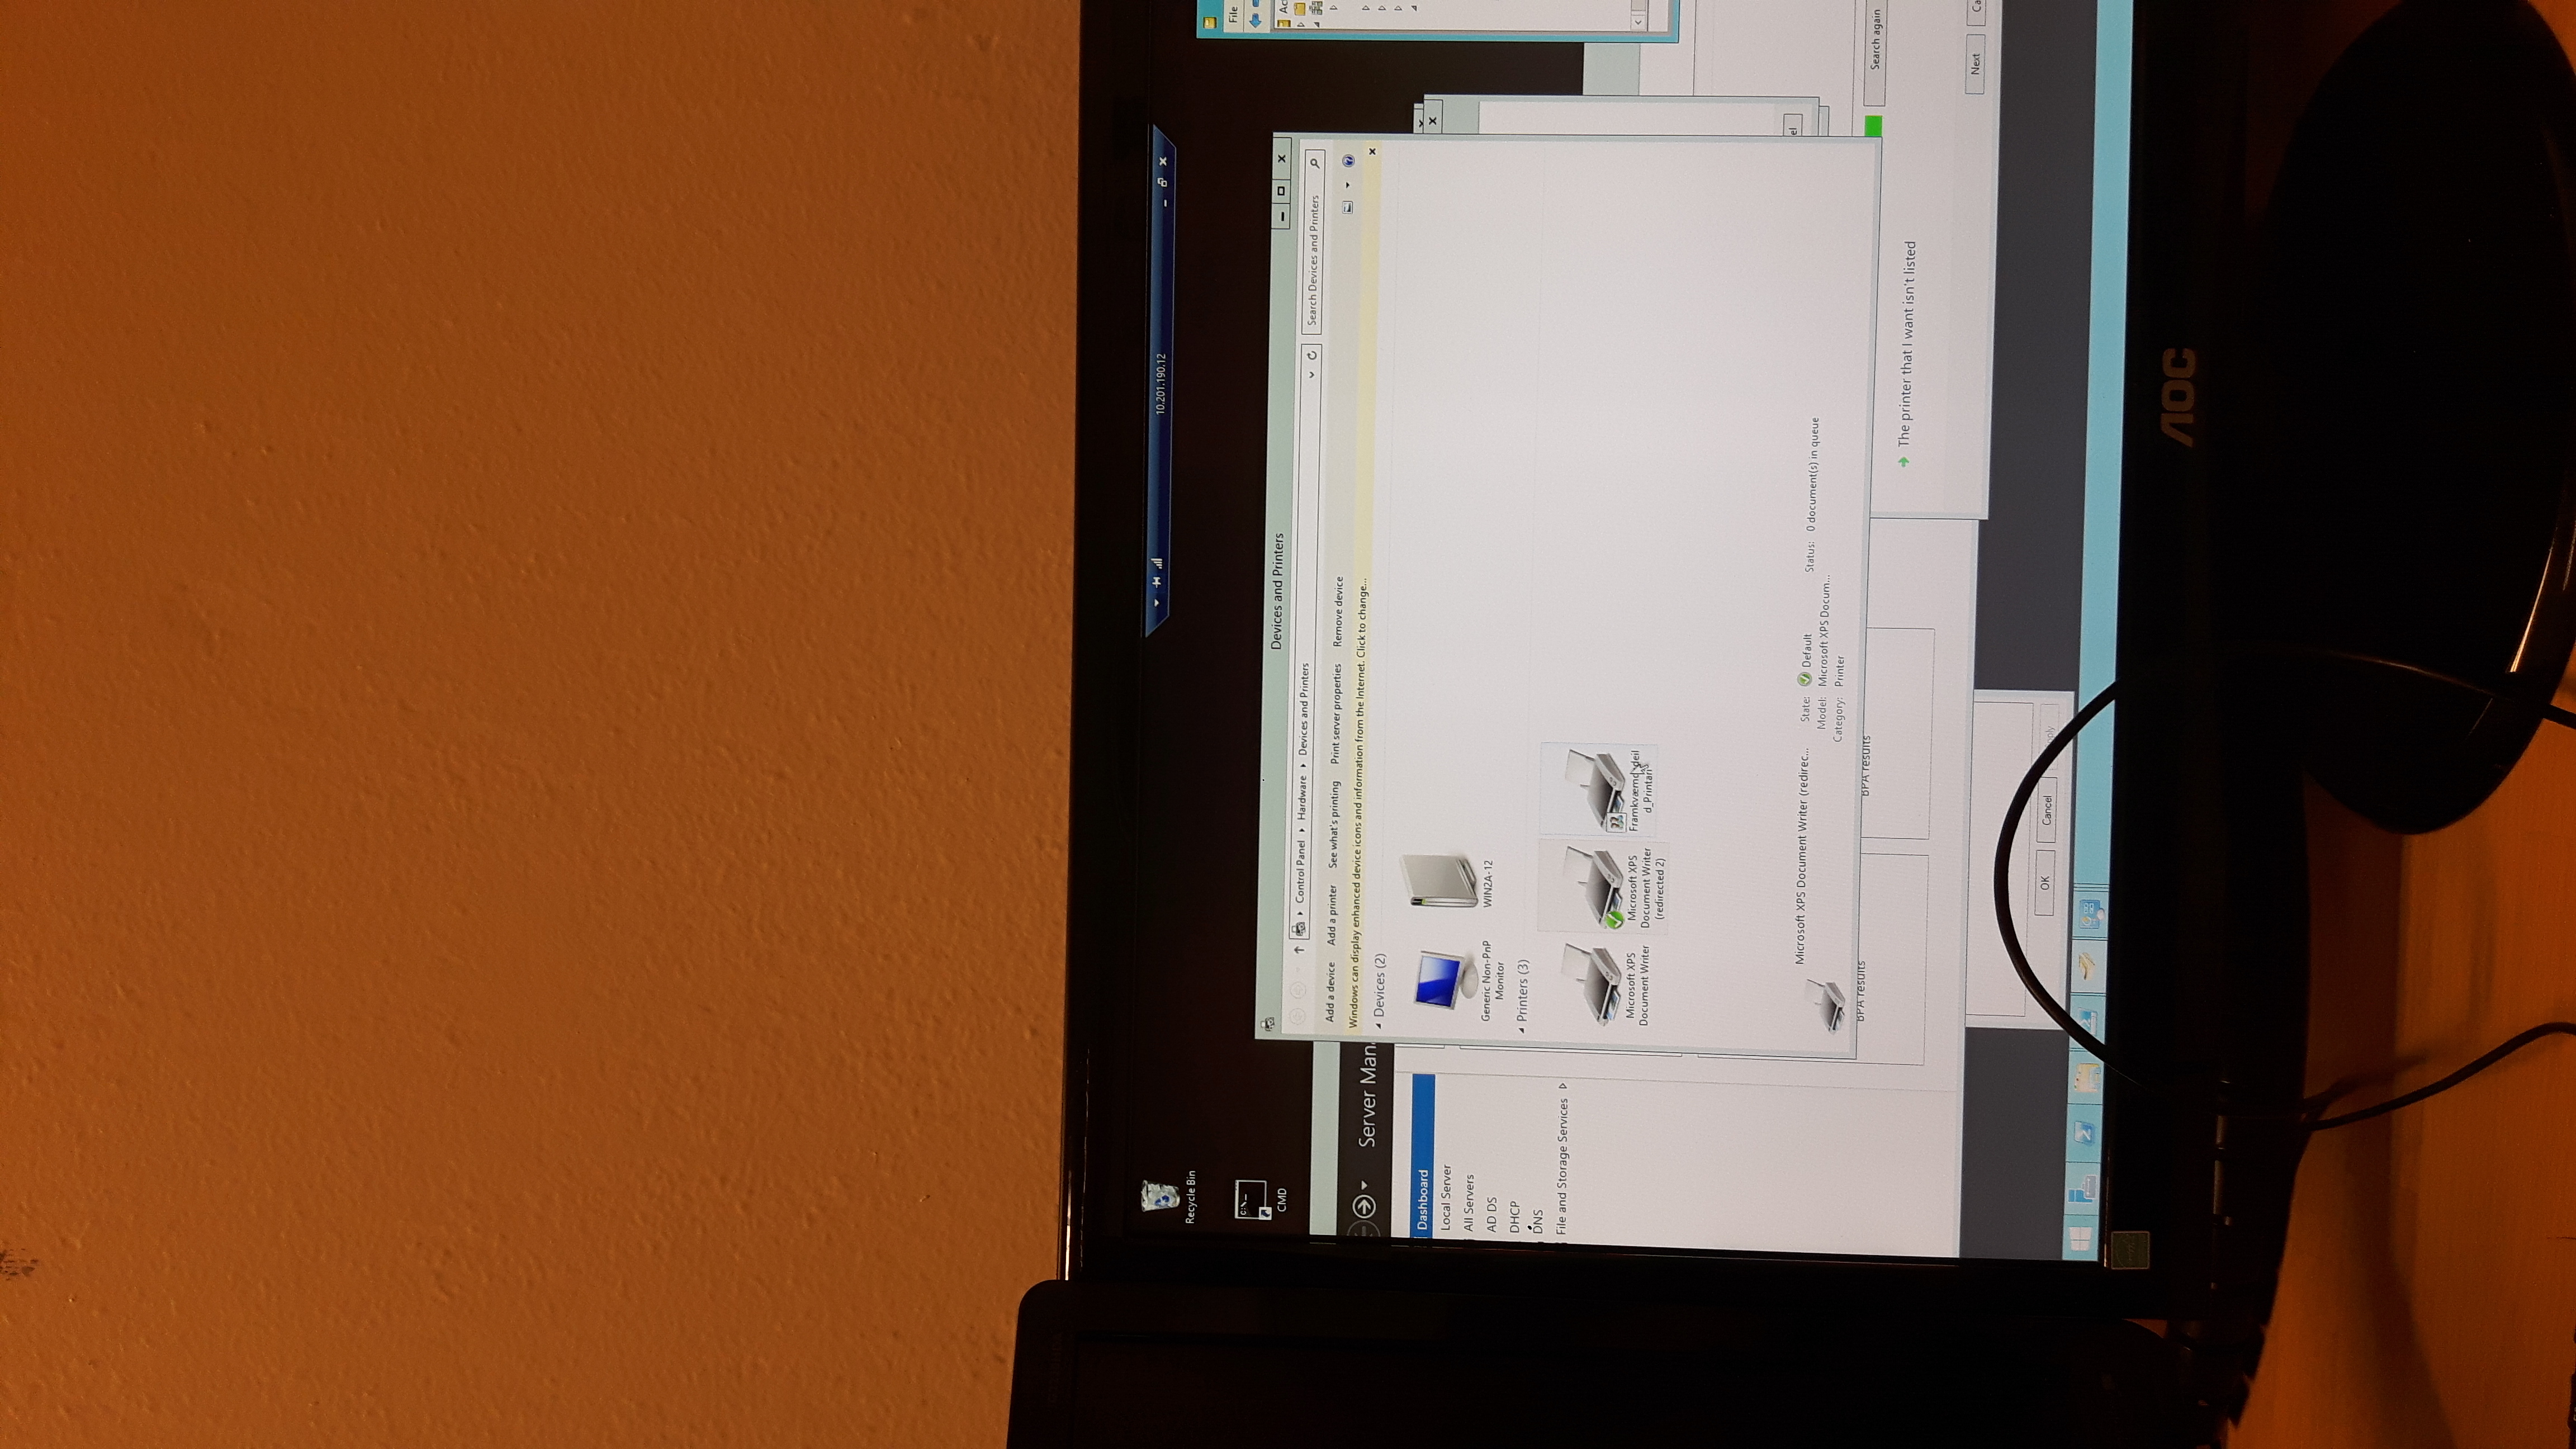 10.201.190.12
Recycle Bin
CMD
File
Devices and Printers
Control Panel
Hardware
Devices and Printers
Search Devices and Printers
Add a device
Add a printer
See what's printing
Print server properties
Remove device
Windows can display enhanced device icons and information from the Internet. Click to change...
Server Man
Dashboard
Local Server
All Servers
AD DS
DHCP
DNS
File and Storage Services
Devices (2)
Generic Non-PnP
Monitor
WIN2A-12
Printers (3)
Microsoft XPS
Document Writer
Microsoft XPS
Document Writer
(redirected 2)
d_Printari
Microsoft XPS Document Writer (redirec...
State: Default
Status: 0 document(s) in queue
Model: Microsoft XPS Docum...
Category: Printer
BPA results
BPA results
Search again
The printer that I want isn't listed
Next
Ca
OK
Cancel
AOC